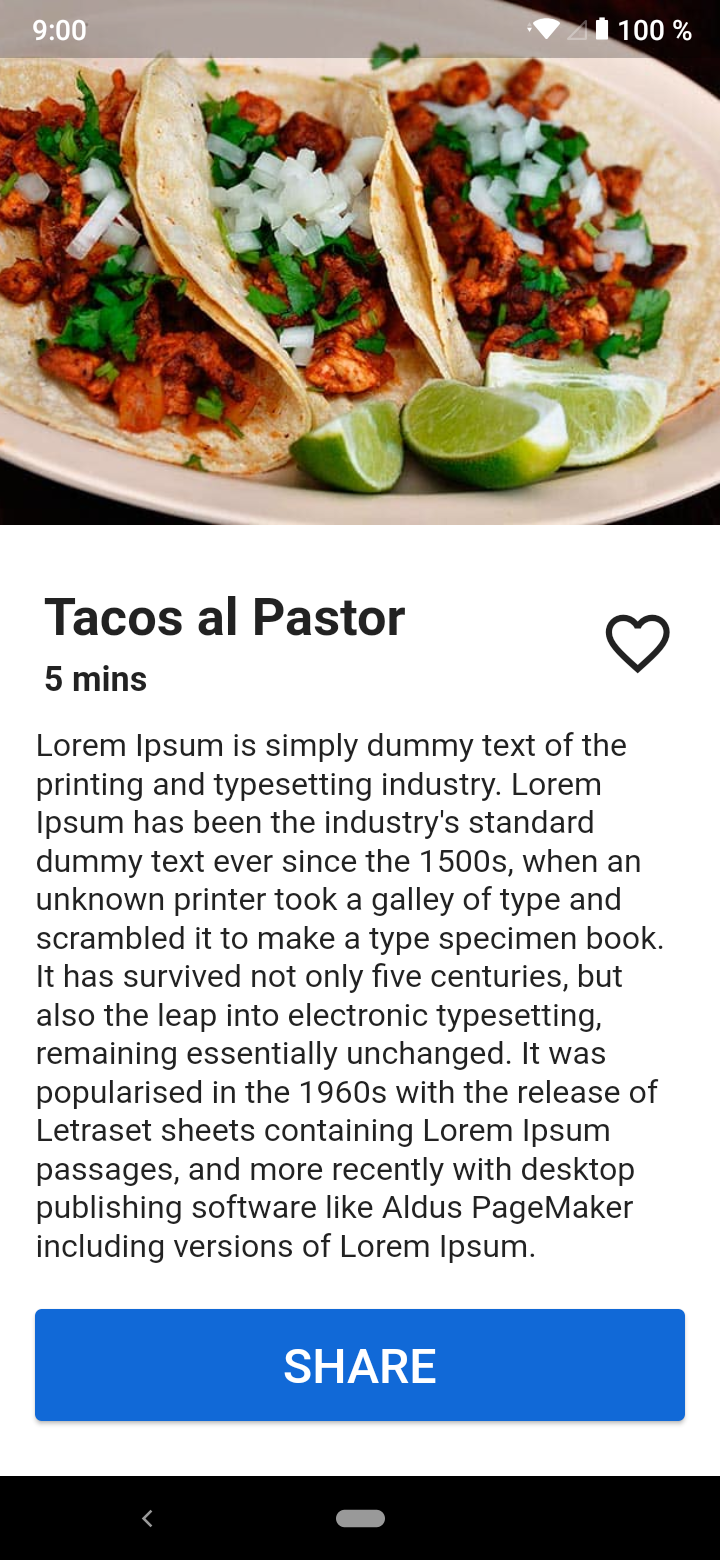 9:00
100 %
Tacos al Pastor
5 mins
Lorem Ipsum is simply dummy text of the
printing and typesetting industry. Lorem
Ipsum has been the industry's standard
dummy text ever since the 1500s, when an
unknown printer took a galley of type and
scrambled it to make a type specimen book.
It has survived not only five centuries, but
also the leap into electronic typesetting,
remaining essentially unchanged. It was
popularised in the 1960s with the release of
Letraset sheets containing Lorem Ipsum
passages, and more recently with desktop
publishing software like Aldus PageMaker
including versions of Lorem Ipsum.
SHARE